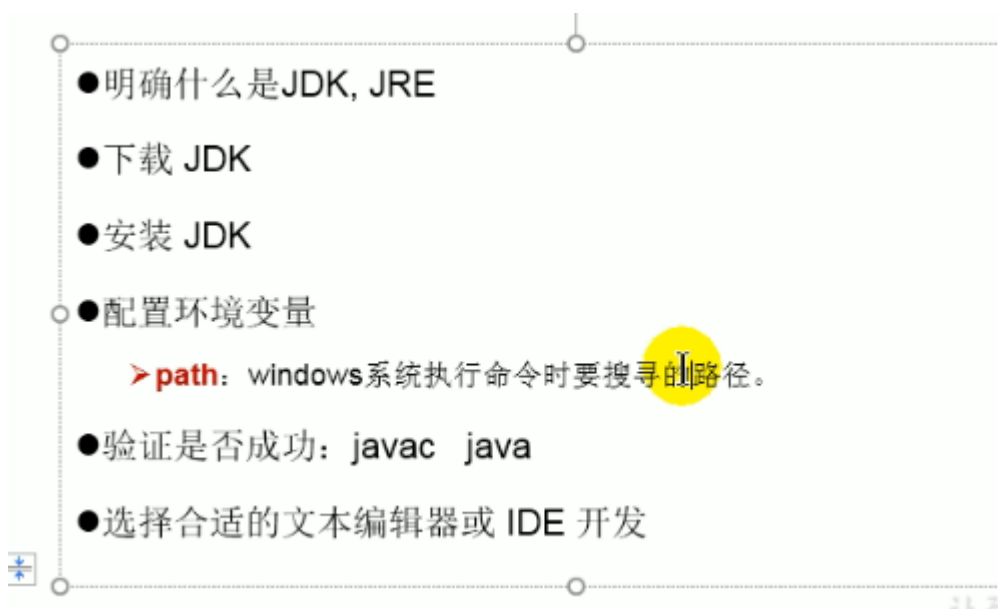 ●明确什么是JDK, JRE
●下载 JDK
●安装 JDK
●配置环境变量
➢path：windows系统执行命令时要搜寻的路径。
●验证是否成功：javac java
●选择合适的文本编辑器或 IDE 开发